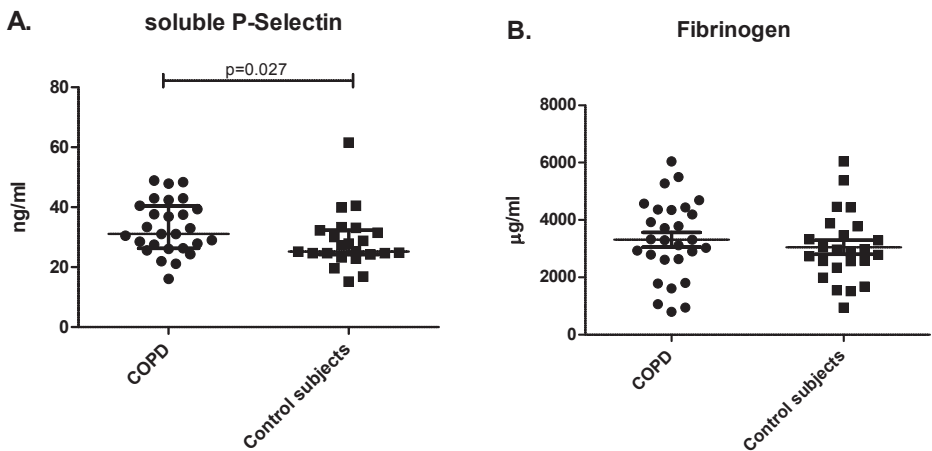 A.
soluble P-Selectin
p=0.027
80
60
40
20
0
ng/ml
COPD
Control subjects
B.
Fibrinogen
8000
6000
4000
2000
0
µg/ml
COPD
Control subjects